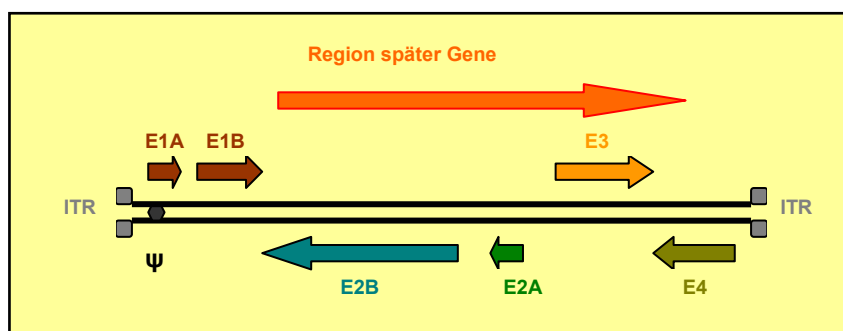 Region später Gene
E1A E1B E3
ITR ITR
ψ
E2B E2A E4